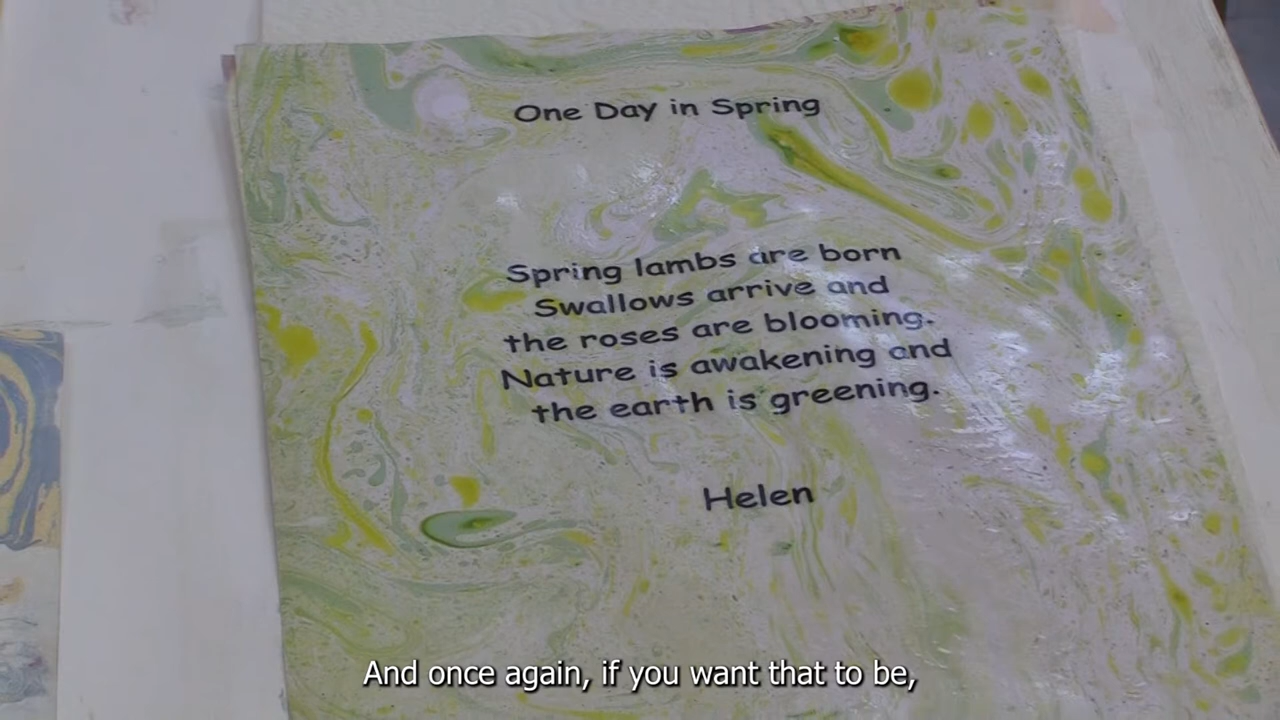 One Day in Spring
Spring lambs are born
Swallows arrive and
the roses are blooming.
Nature is awakening and
the earth is greening.
Helen
And once again, if you want that to be,